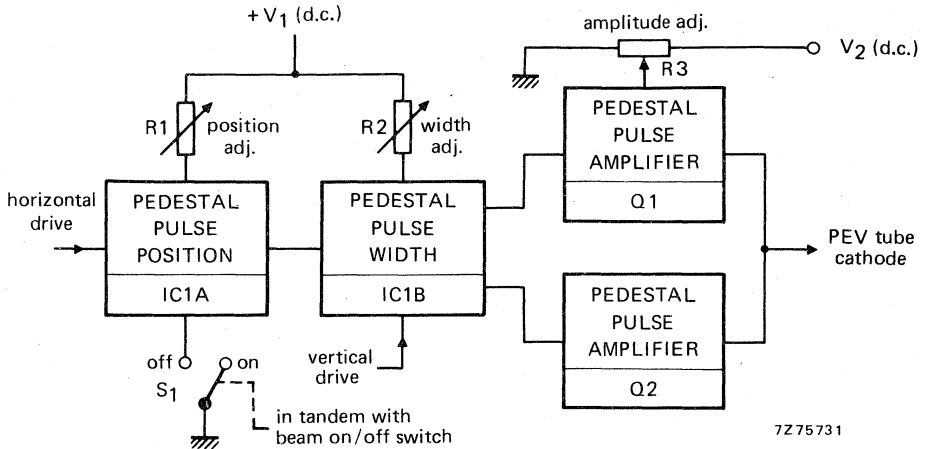 + V1 (d.c.)
amplitude adj.
V2 (d.c.)
R3
R1
position
adj.
R2
width
adj.
PEDESTAL
PULSE
AMPLIFIER
Q1
horizontal
drive
PEDESTAL
PULSE
POSITION
IC1A
PEDESTAL
PULSE
WIDTH
IC1B
PEV tube
cathode
PEDESTAL
PULSE
AMPLIFIER
Q2
off
on
S1
vertical
drive
in tandem with
beam on/off switch
7Z75731